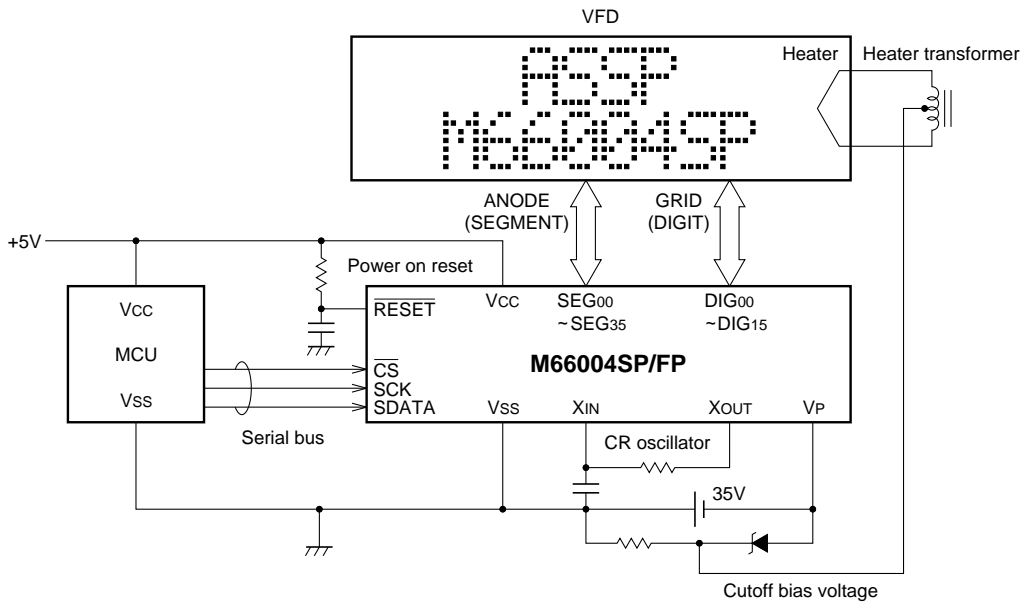 VFD
ASSP
M66004SP
Heater
Heater transformer
ANODE
(SEGMENT)
GRID
(DIGIT)
+5V
Power on reset
VCC
MCU
VSS
RESET
VCC
SEG00
~SEG35
DIG00
~DIG15
M66004SP/FP
CS
SCK
SDATA
VSS
XIN
XOUT
VP
Serial bus
CR oscillator
35V
Cutoff bias voltage